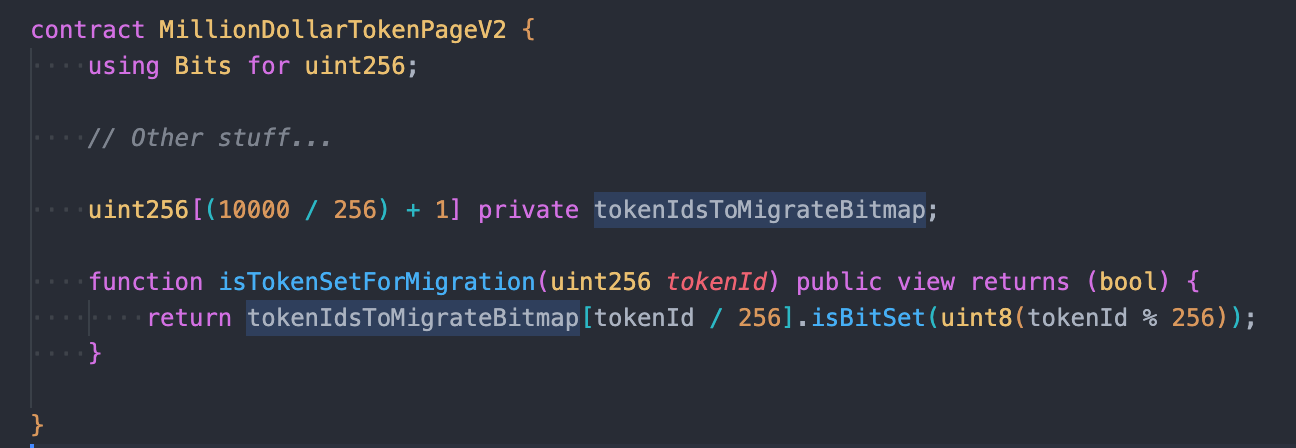 contract MillionDollarTokenPageV2 {
using Bits for uint256;
// Other stuff...
uint256[(10000 / 256) + 1] private tokenIdsToMigrateBitmap;
function isTokenSetForMigration(uint256 tokenId) public view returns (bool) {
return tokenIdsToMigrateBitmap[tokenId / 256].isBitSet(uint8(tokenId % 256));
}
}